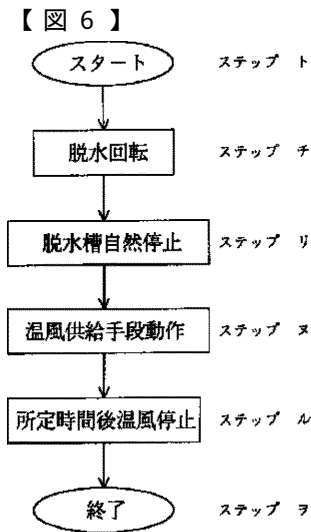 【図6】
スタート ステップ ト
脱水回転 ステップ チ
脱水槽自然停止 ステップ リ
温風供給手段動作 ステップ ヌ
所定時間後温風停止 ステップ ル
終了 ステップ ヲ